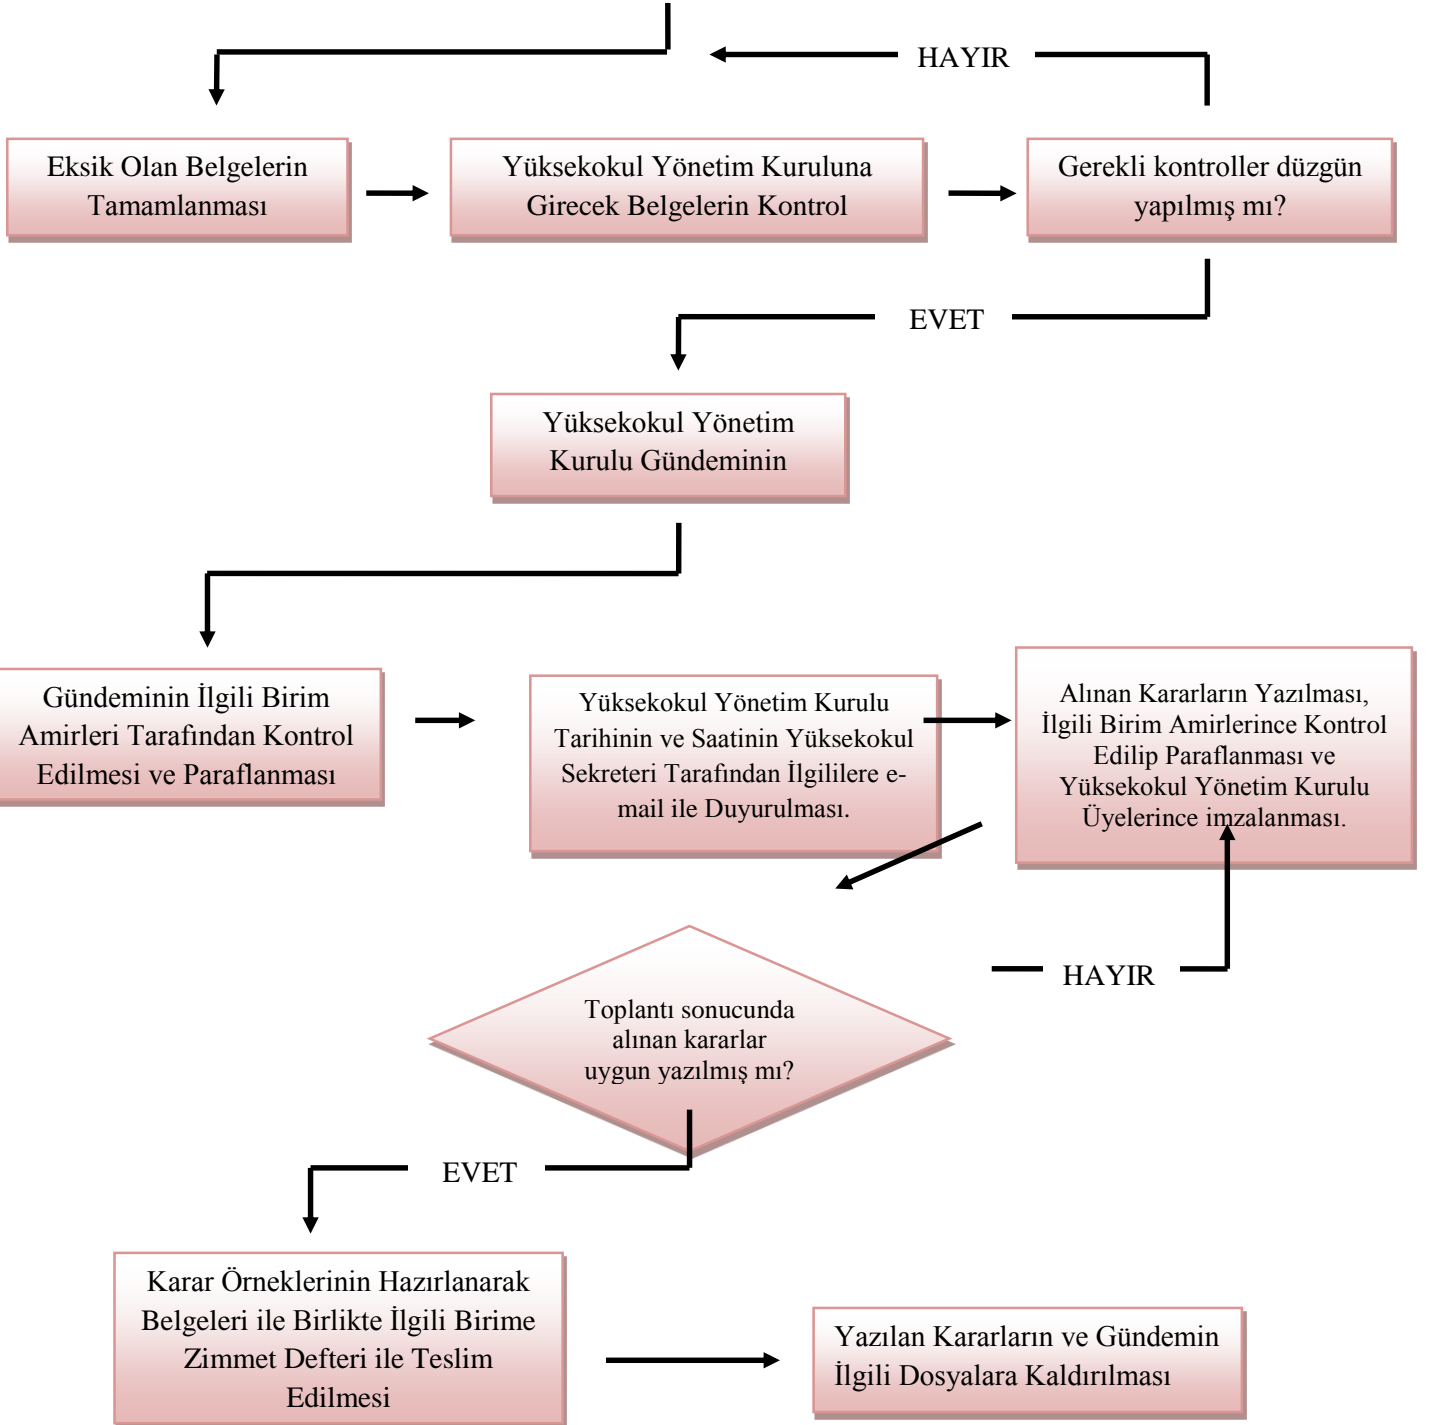 HAYIR
Eksik Olan Belgelerin
Tamamlanması
Yüksekokul Yönetim Kuruluna
Girecek Belgelerin Kontrol
Gerekli kontroller düzgün
yapılmış mı?
EVET
Yüksekokul Yönetim
Kurulu Gündeminin
Gündeminin İlgili Birim
Amirleri Tarafından Kontrol
Edilmesi ve Paraflanması
Yüksekokul Yönetim Kurulu
Tarihinin ve Saatinin Yüksekokul
Sekreteri Tarafından İlgililere e-
mail ile Duyurulması.
Alınan Kararların Yazılması,
İlgili Birim Amirlerince Kontrol
Edilip Paraflanması ve
Yüksekokul Yönetim Kurulu
Üyelerince imzalanması.
HAYIR
Toplantı sonucunda
alınan kararlar
uygun yazılmış mı?
EVET
Karar Örneklerinin Hazırlanarak
Belgeleri ile Birlikte İlgili Birime
Zimmet Defteri ile Teslim
Edilmesi
Yazılan Kararların ve Gündemin
İlgili Dosyalara Kaldırılması